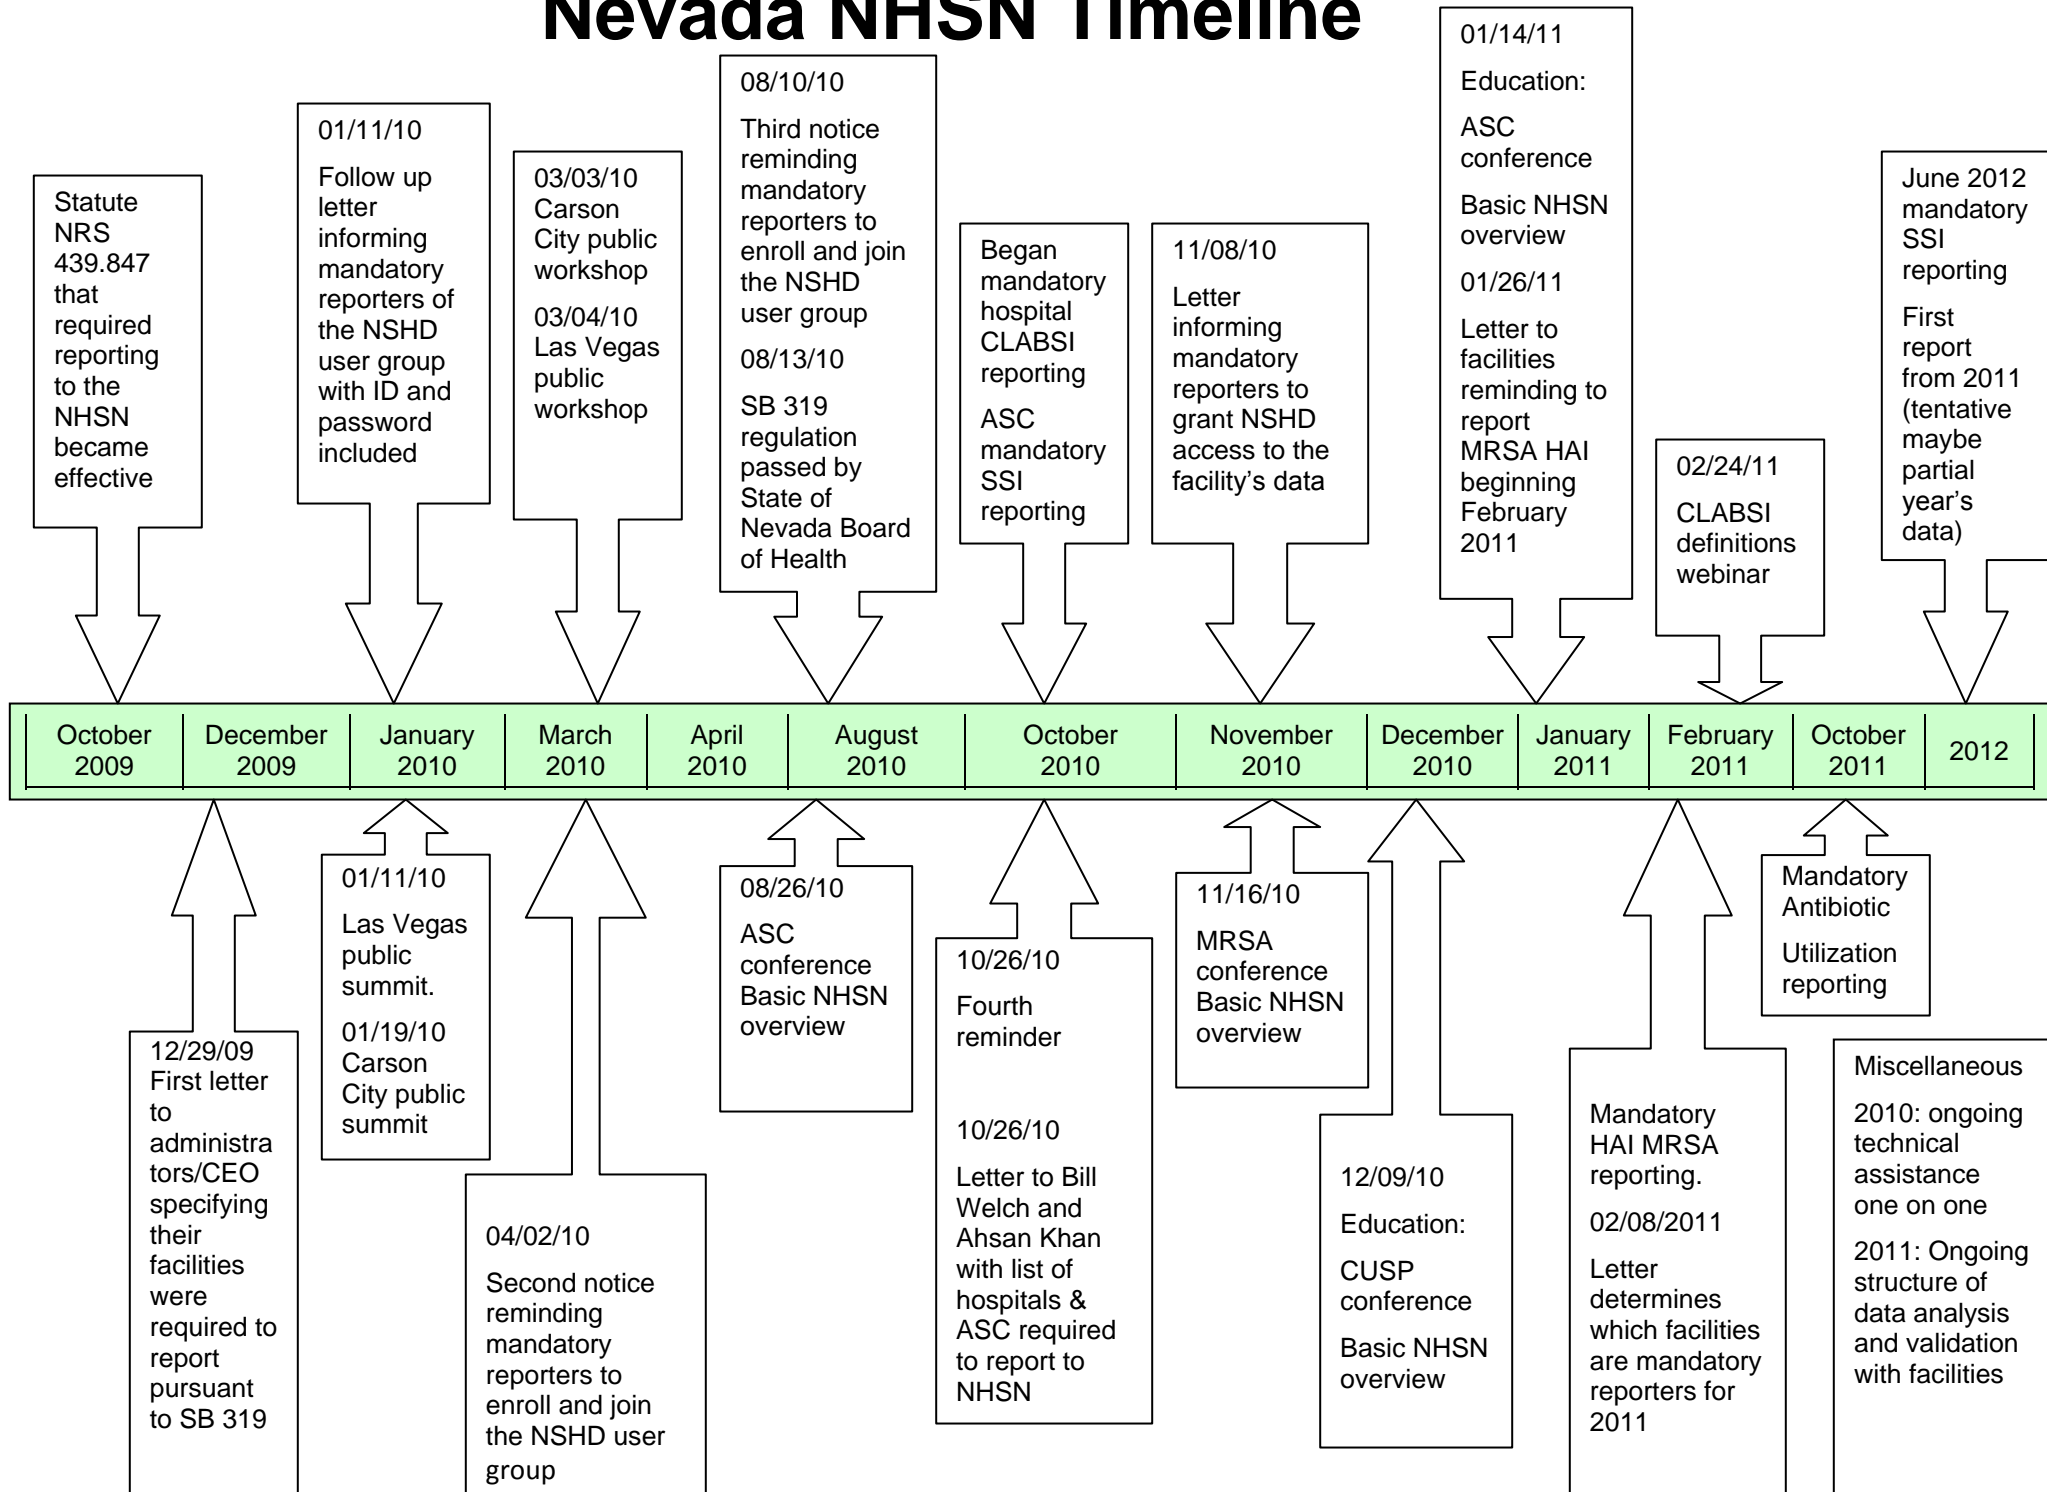 Nevada NHSN Timeline
Statute
NRS
439.847
that
required
reporting
to the
NHSN
became
effective
01/11/10
Follow up
letter
informing
mandatory
reporters of
the NSHD
user group
with ID and
password
included
03/03/10
Carson
City public
workshop
03/04/10
Las Vegas
public
workshop
08/10/10
Third notice
reminding
mandatory
reporters to
enroll and join
the NSHD
user group
08/13/10
SB 319
regulation
passed by
State of
Nevada Board
of Health
Began
mandatory
hospital
CLABSI
reporting
ASC
mandatory
SSI
reporting
11/08/10
Letter
informing
mandatory
reporters to
grant NSHD
access to the
facility’s data
01/14/11
Education:
ASC
conference
Basic NHSN
overview
01/26/11
Letter to
facilities
reminding to
report
MRSA HAI
beginning
February
2011
02/24/11
CLABSI
definitions
webinar
June 2012
mandatory
SSI
reporting
First
report
from 2011
(tentative
maybe
partial
year’s
data)
October
2009
December
2009
January
2010
March
2010
April
2010
August
2010
October
2010
November
2010
December
2010
January
2011
February
2011
October
2011
2012
12/29/09
First letter
to
administra
tors/CEO
specifying
their
facilities
were
required to
report
pursuant
to SB 319
01/11/10
Las Vegas
public
summit.
01/19/10
Carson
City public
summit
04/02/10
Second notice
reminding
mandatory
reporters to
enroll and join
the NSHD user
group
08/26/10
ASC
conference
Basic NHSN
overview
10/26/10
Fourth
reminder
10/26/10
Letter to Bill
Welch and
Ahsan Khan
with list of
hospitals &
ASC required
to report to
NHSN
11/16/10
MRSA
conference
Basic NHSN
overview
12/09/10
Education:
CUSP
conference
Basic NHSN
overview
Mandatory
HAI MRSA
reporting.
02/08/2011
Letter
determines
which facilities
are mandatory
reporters for
2011
Mandatory
Antibiotic
Utilization
reporting
Miscellaneous
2010: ongoing
technical
assistance
one on one
2011: Ongoing
structure of
data analysis
and validation
with facilities